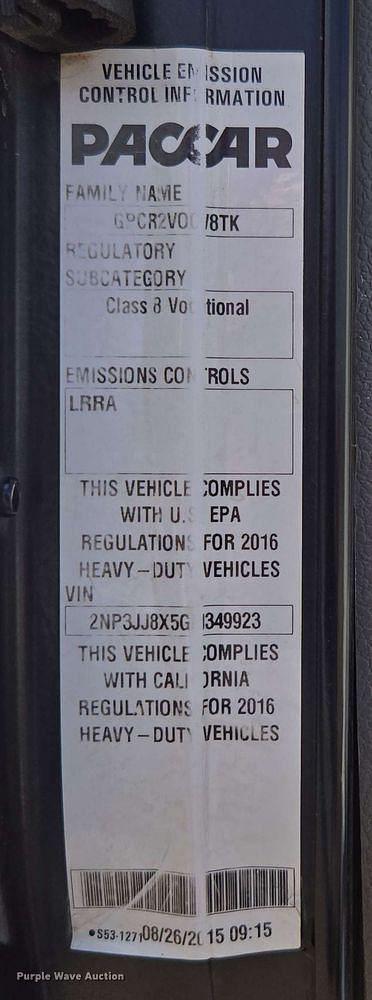 VEHICLE EMISSION
CONTROL INFORMATION
PACCAR
FAMILY NAME
REGULATORY
SUBCATEGORY
Class 8 Vocational
EMISSIONS CONTROLS
LRRA
THIS VEHICLE COMPLIES
WITH U.S. EPA
REGULATIONS FOR 2016
HEAVY-DUTY VEHICLES
VIN
THIS VEHICLE COMPLIES
WITH CALIFORNIA
REGULATIONS FOR 2016
HEAVY-DUTY VEHICLES
•S53-1271 08/26/2015 09:15
Purple Wave Auction